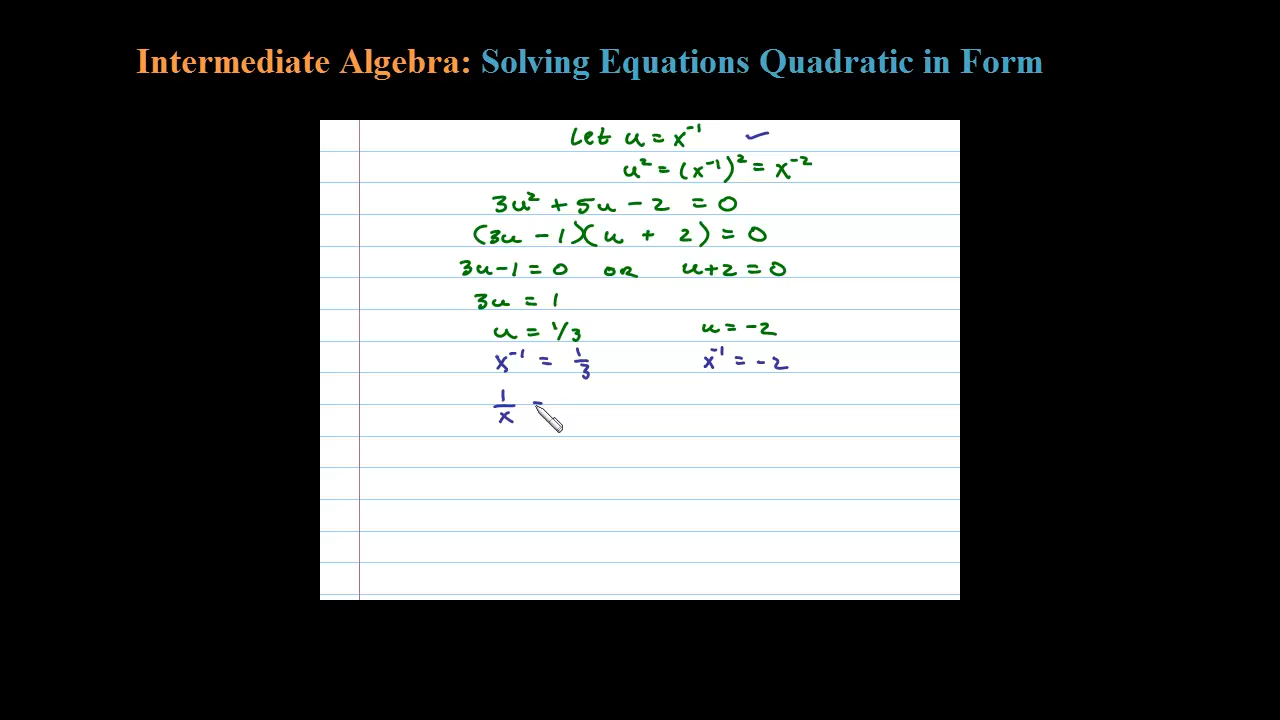 Intermediate Algebra: Solving Equations Quadratic in Form
Let u = x⁻¹ ✓
u² = (x⁻¹)² = x⁻²
3u² + 5u - 2 = 0
(3u - 1)(u + 2) = 0
3u - 1 = 0 OR u + 2 = 0
3u = 1
u = 1/3 u = -2
x⁻¹ = 1/3 x⁻¹ = -2
1/x =